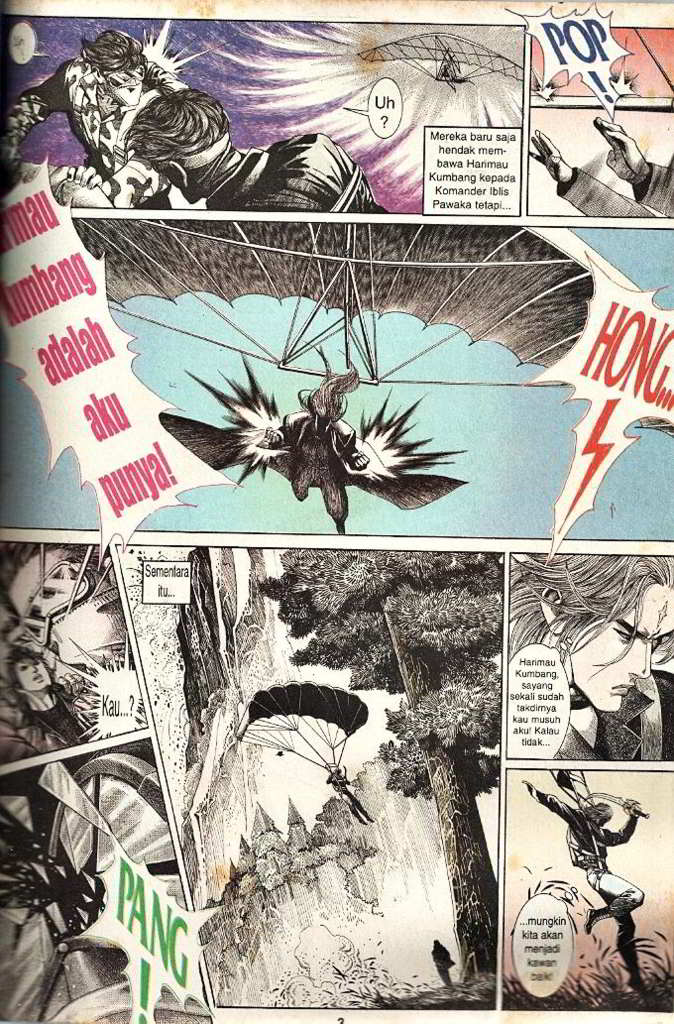 Uh
?
Mereka baru saja
hendak mem-
bawa Harimau
Kumbang kepada
Komander Iblis
Pawaka tetapi...
POP
!
kumbang
adalah
aku
punya!
HONG...
Kau...?
PANG
!
Sementara
itu...
Harimau
Kumbang,
sayang
sekali sudah
takdirnya
kau musuh
aku! Kalau
tidak...
...mungkin
kita akan
menjadi
kawan